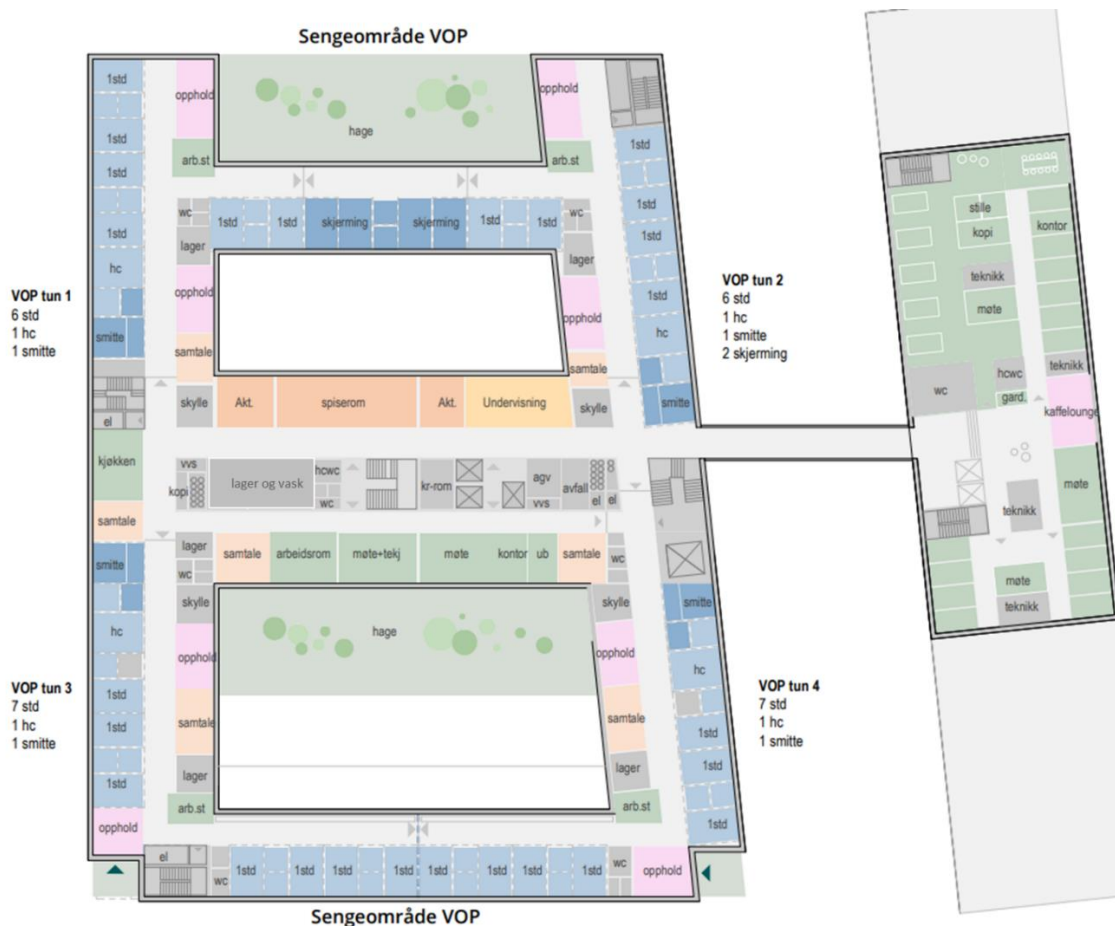 Sengeområde VOP
1std
opphold
opphold
hage
1std
arb.st
arb.st
1std
1std
1std
wc
1std
1std
skjerming
skjerming
1std
1std
wc
1std
lager
lager
1std
hc
opphold
opphold
1std
hc
smitte
samtale
samtale
smitte
VOP tun 1
6 std
1 hc
1 smitte
VOP tun 2
6 std
1 hc
1 smitte
2 skjerming
skylle
Akt.
spiserom
Akt.
Undervisning
skylle
el
kjøkken
vvs
kopi
lager og vask
hcwc
wc
kr-rom
agv
vvs
avfall
el
el
samtale
lager
wc
samtale
arbeidsrom
møte+tekj
møte
kontor
ub
samtale
wc
smitte
skylle
hage
skylle
smitte
hc
opphold
opphold
hc
1std
1std
samtale
samtale
1std
1std
1std
lager
lager
arb.st
arb.st
1std
opphold
VOP tun 3
7 std
1 hc
1 smitte
VOP tun 4
7 std
1 hc
1 smitte
el
wc
1std
1std
1std
1std
1std
1std
1std
wc
opphold
Sengeområde VOP
stille
kopi
kontor
teknikk
møte
hcwc
teknikk
wc
gard.
kaffelounge
møte
teknikk
møte
teknikk